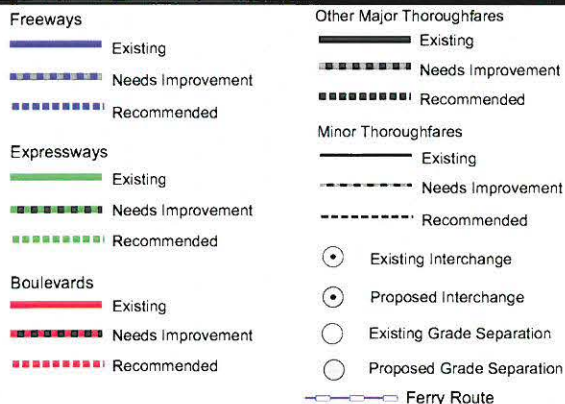 Freeways
Existing
Needs Improvement
Recommended
Expressways
Existing
Needs Improvement
Recommended
Boulevards
Existing
Needs Improvement
Recommended
Other Major Thoroughfares
Existing
Needs Improvement
Recommended
Minor Thoroughfares
Existing
Needs Improvement
Recommended
Existing Interchange
Proposed Interchange
Existing Grade Separation
Proposed Grade Separation
Ferry Route